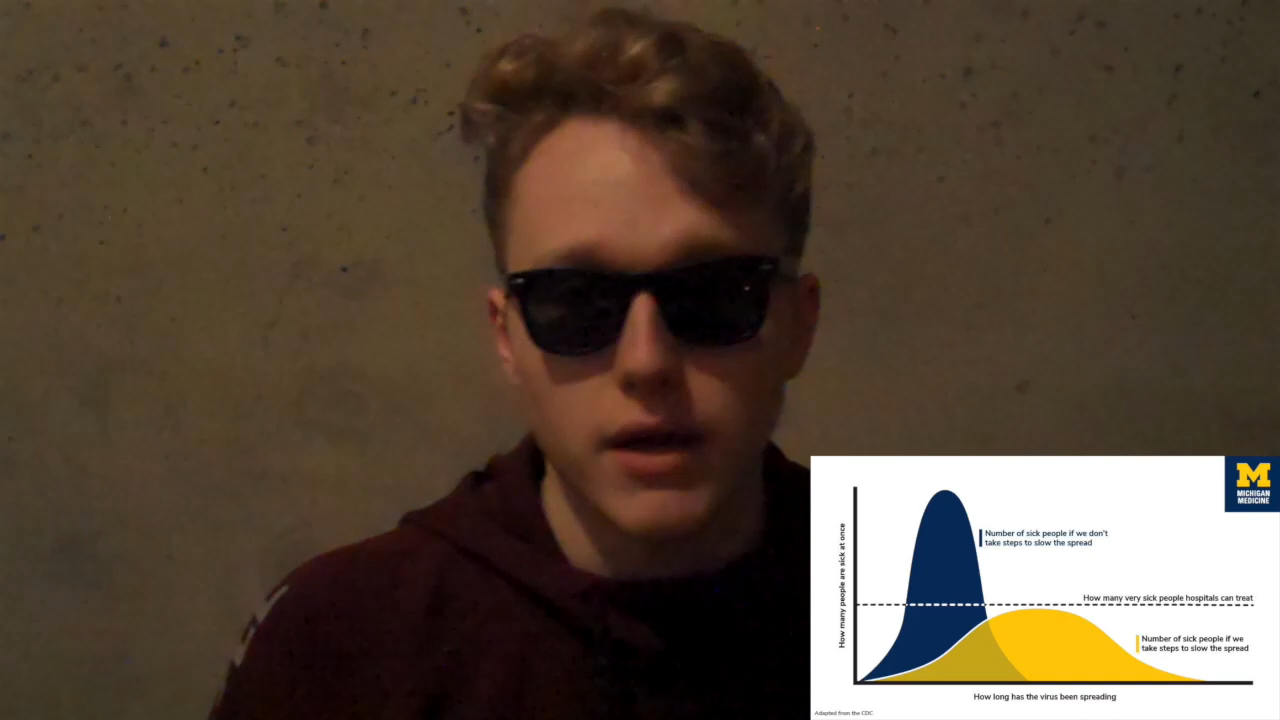 M
MICHIGAN
MEDICINE
How many people are sick at once
Number of sick people if we don't
take steps to slow the spread
How many very sick people hospitals can treat
Number of sick people if we
take steps to slow the spread
How long has the virus been spreading
Adapted from the CDC